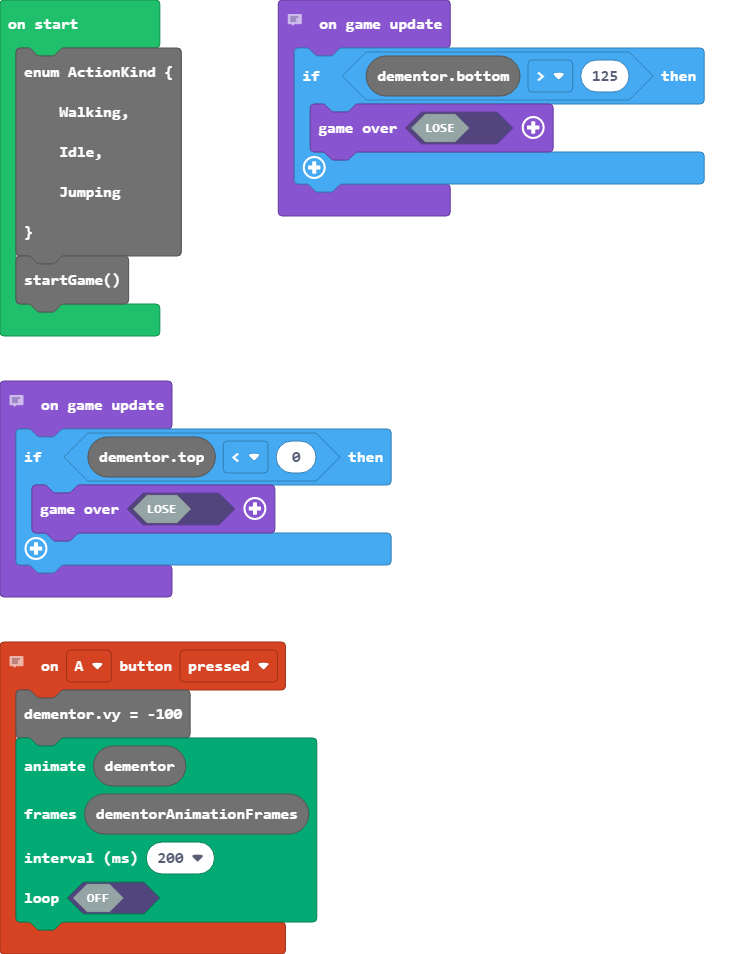 on start
enum ActionKind {
Walking,
Idle,
Jumping
}
startGame()
on game update
if dementor.bottom > 125 then
game over LOSE
on game update
if dementor.top < 0 then
game over LOSE
on A button pressed
dementor.vy = -100
animate dementor
frames dementorAnimationFrames
interval (ms) 200
loop OFF